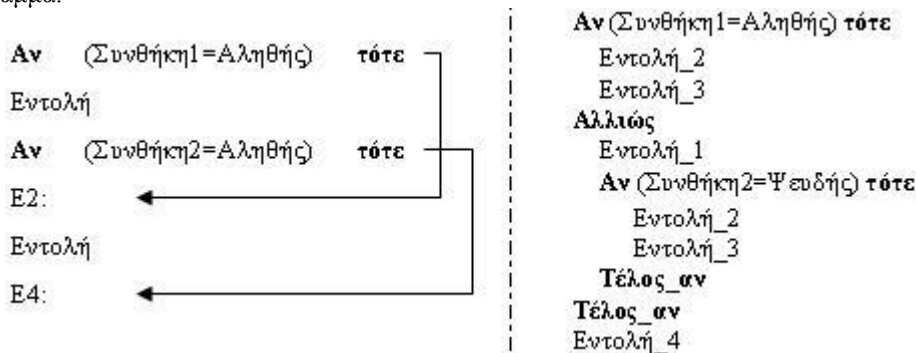 Αν (Συνθήκη1=Αληθής) τότε
Εντολή
Αν (Συνθήκη2=Αληθής) τότε
Ε2:
Εντολή
Ε4:
Αν (Συνθήκη1=Αληθής) τότε
Εντολή_2
Εντολή_3
Αλλιώς
Εντολή_1
Αν (Συνθήκη2=Ψευδής) τότε
Εντολή_2
Εντολή_3
Τέλος_αν
Τέλος_αν
Εντολή_4